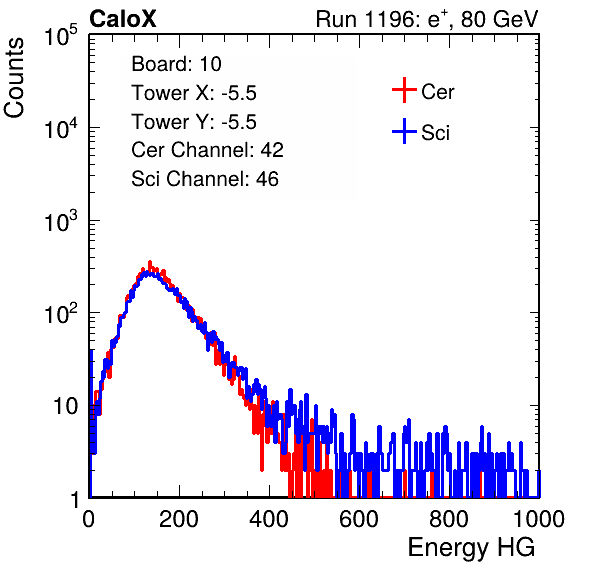 CaloX Run 1196: e⁺, 80 GeV
Counts
Board: 10
Tower X: -5.5
Tower Y: -5.5
Cer Channel: 42
Sci Channel: 46
Cer
Sci
10⁵
10⁴
10³
10²
10
1
0 200 400 600 800 1000
Energy HG